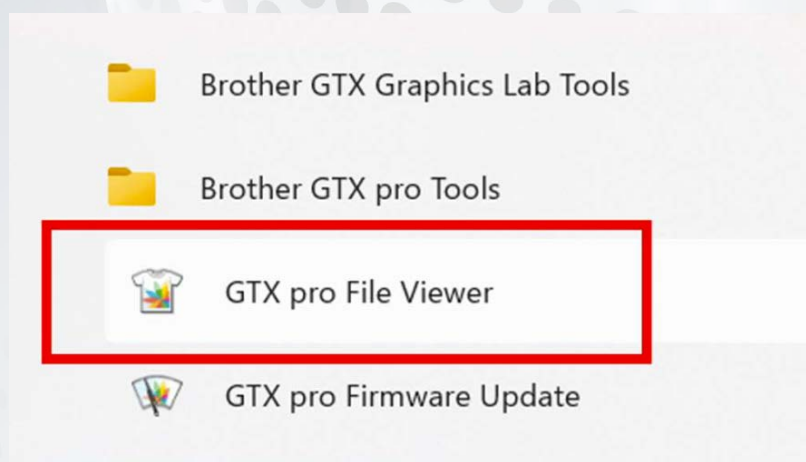 Brother GTX Graphics Lab Tools
Brother GTX pro Tools
GTX pro File Viewer
GTX pro Firmware Update